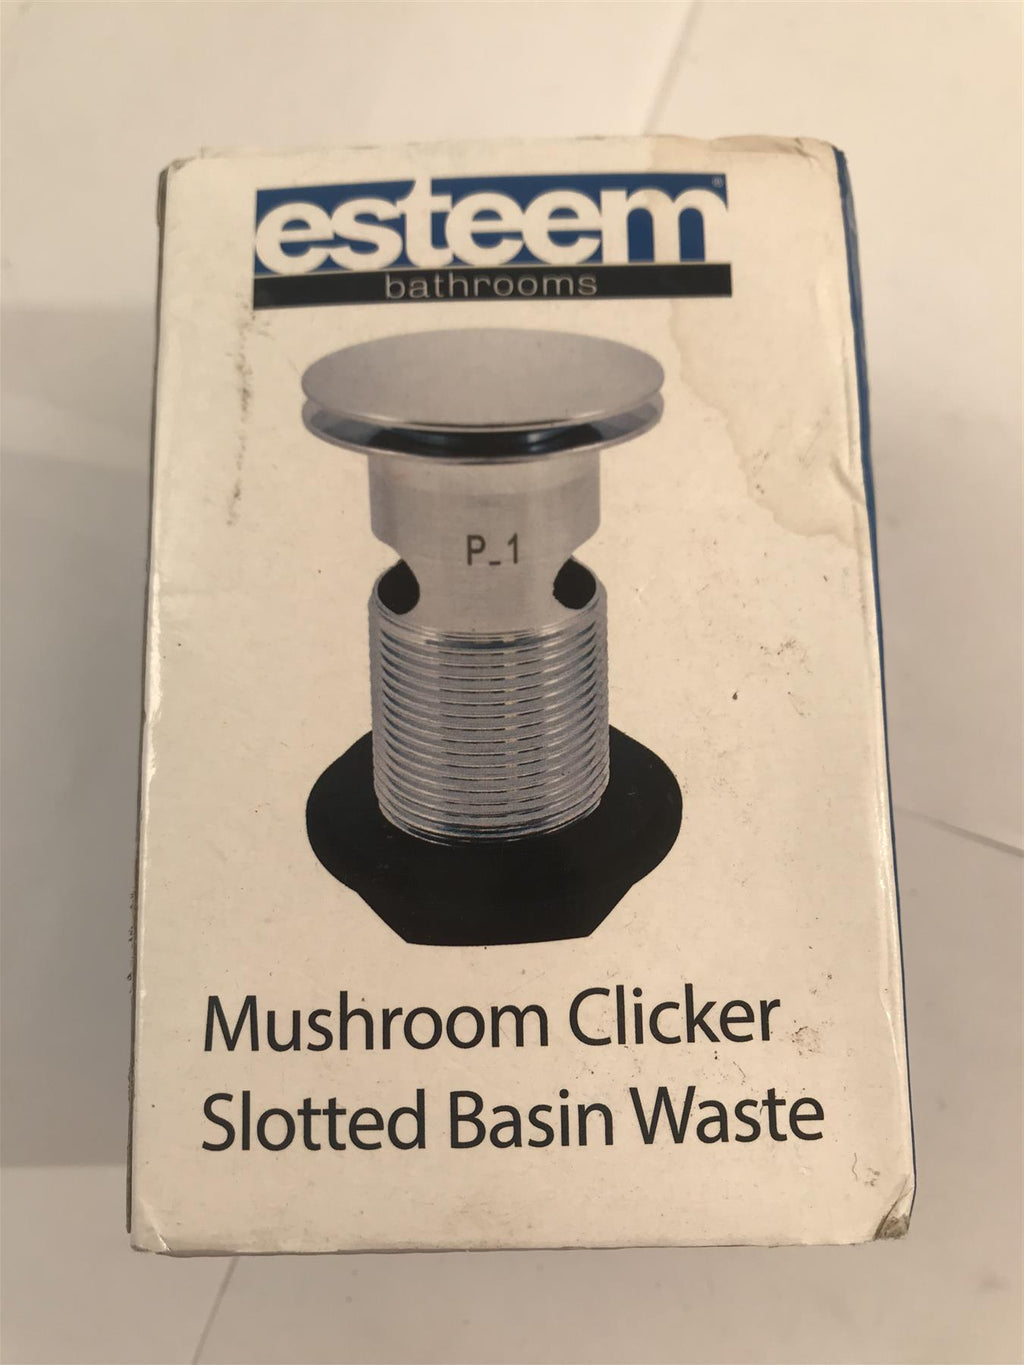 esteem®
bathrooms
P_1
Mushroom Clicker
Slotted Basin Waste